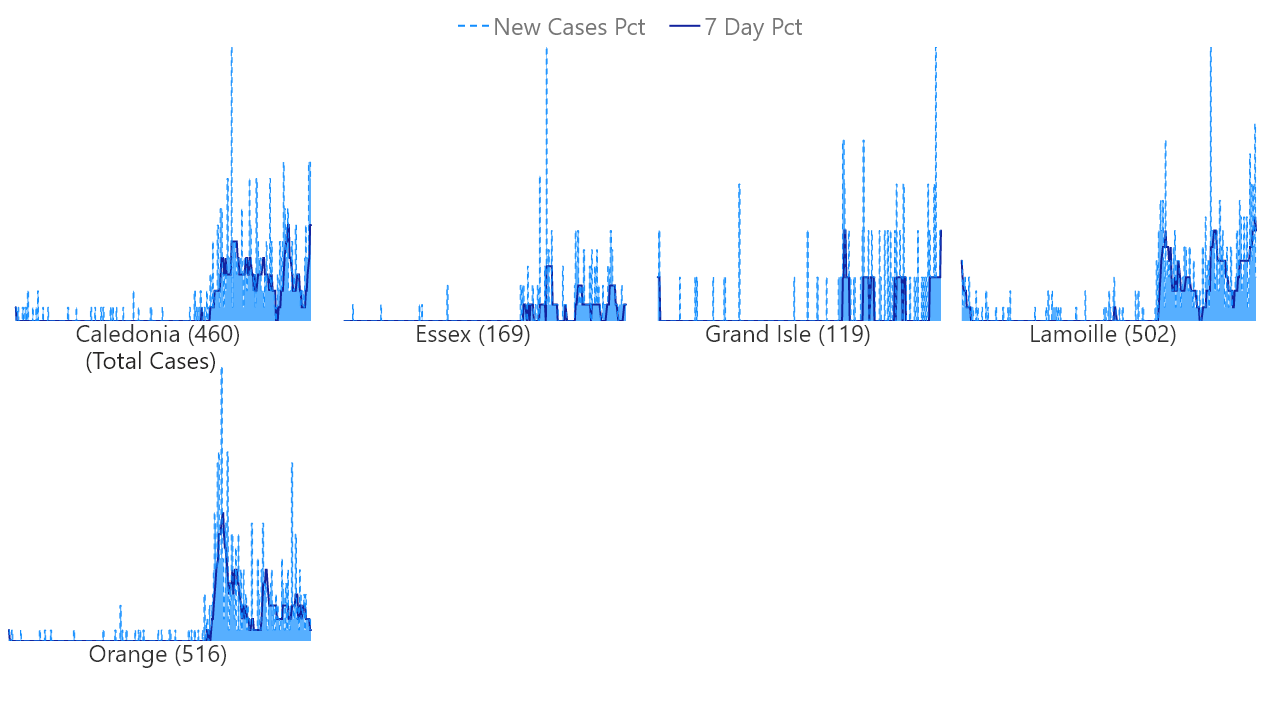 New Cases Pct 7 Day Pct
Caledonia (460) Essex (169) Grand Isle (119) Lamoille (502)
(Total Cases)
Orange (516)